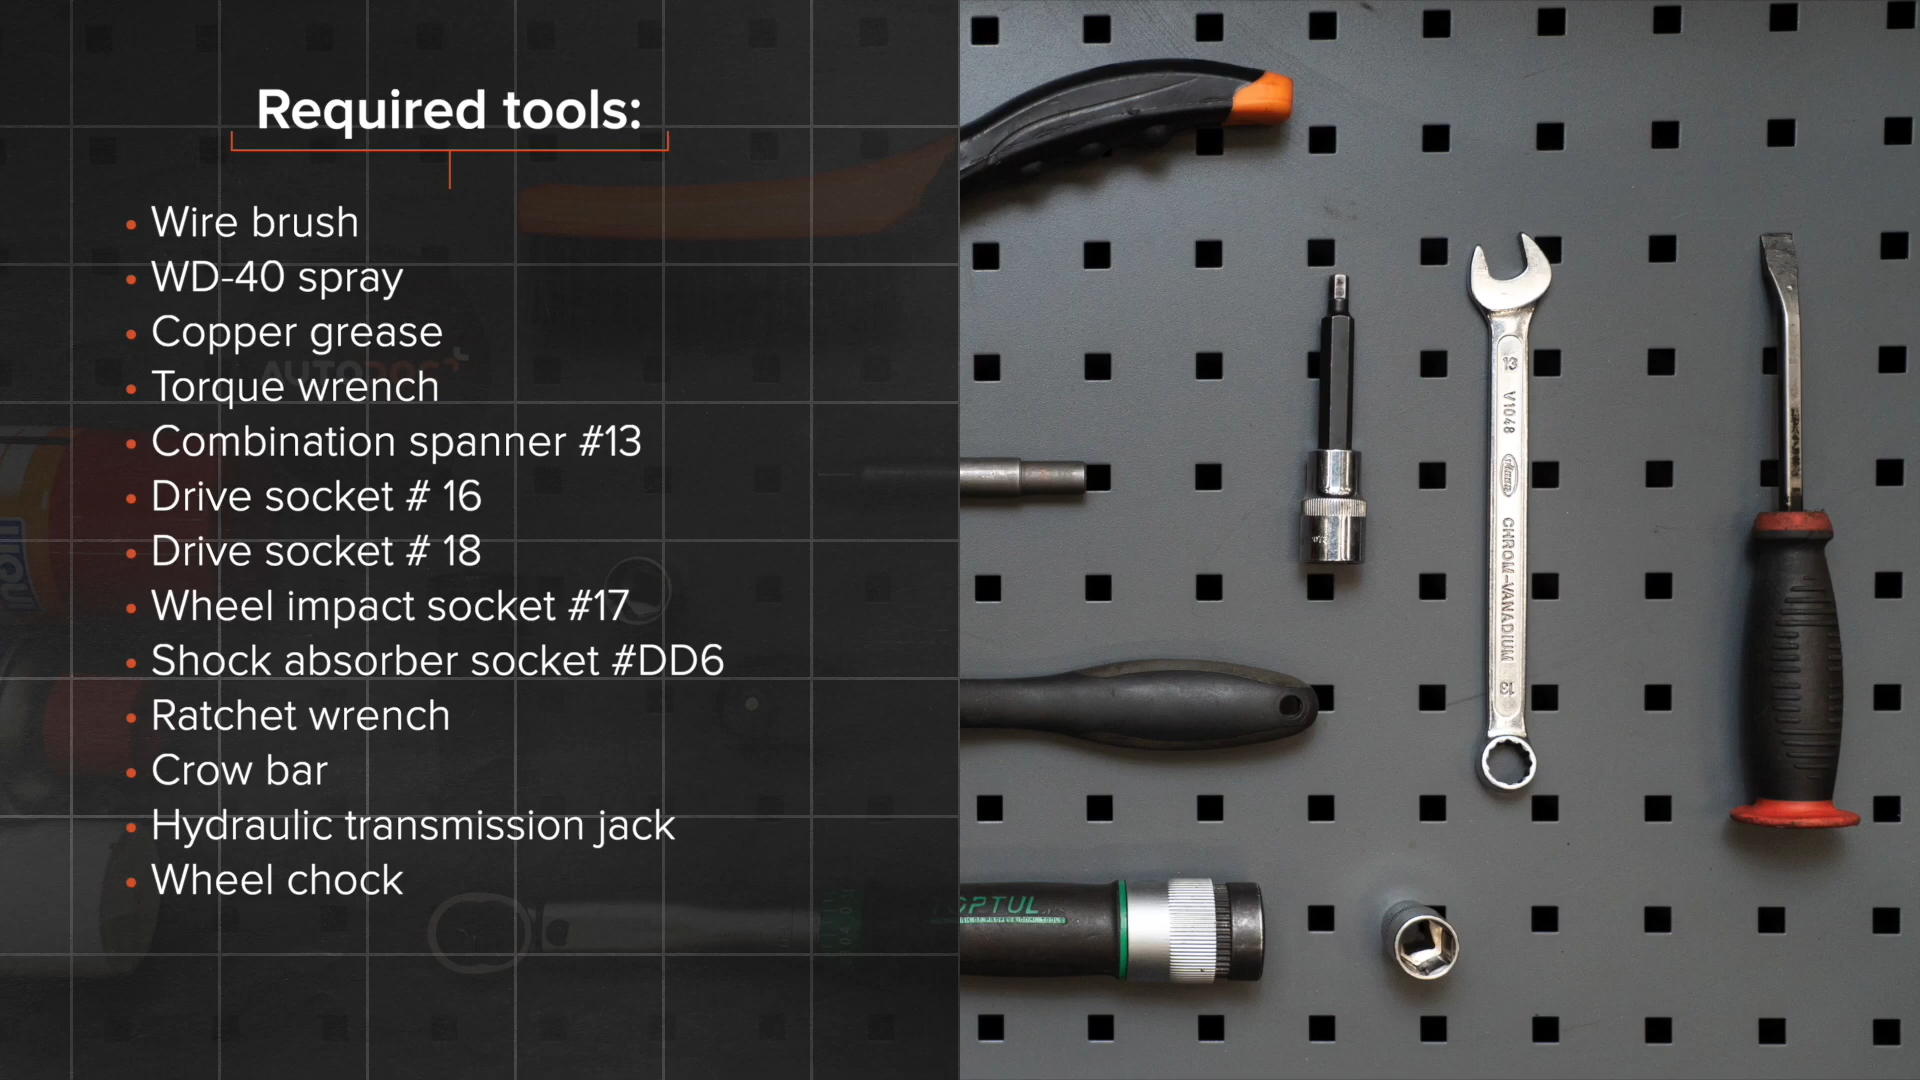 Required tools:
Wire brush
WD-40 spray
Copper grease
AUTODOC
Torque wrench
Combination spanner #13
Drive socket # 16
Drive socket # 18
Wheel impact socket #17
Shock absorber socket #DD6
Ratchet wrench
Crow bar
Hydraulic transmission jack
Wheel chock
13
V1048
CHROM-VANADIUM
13